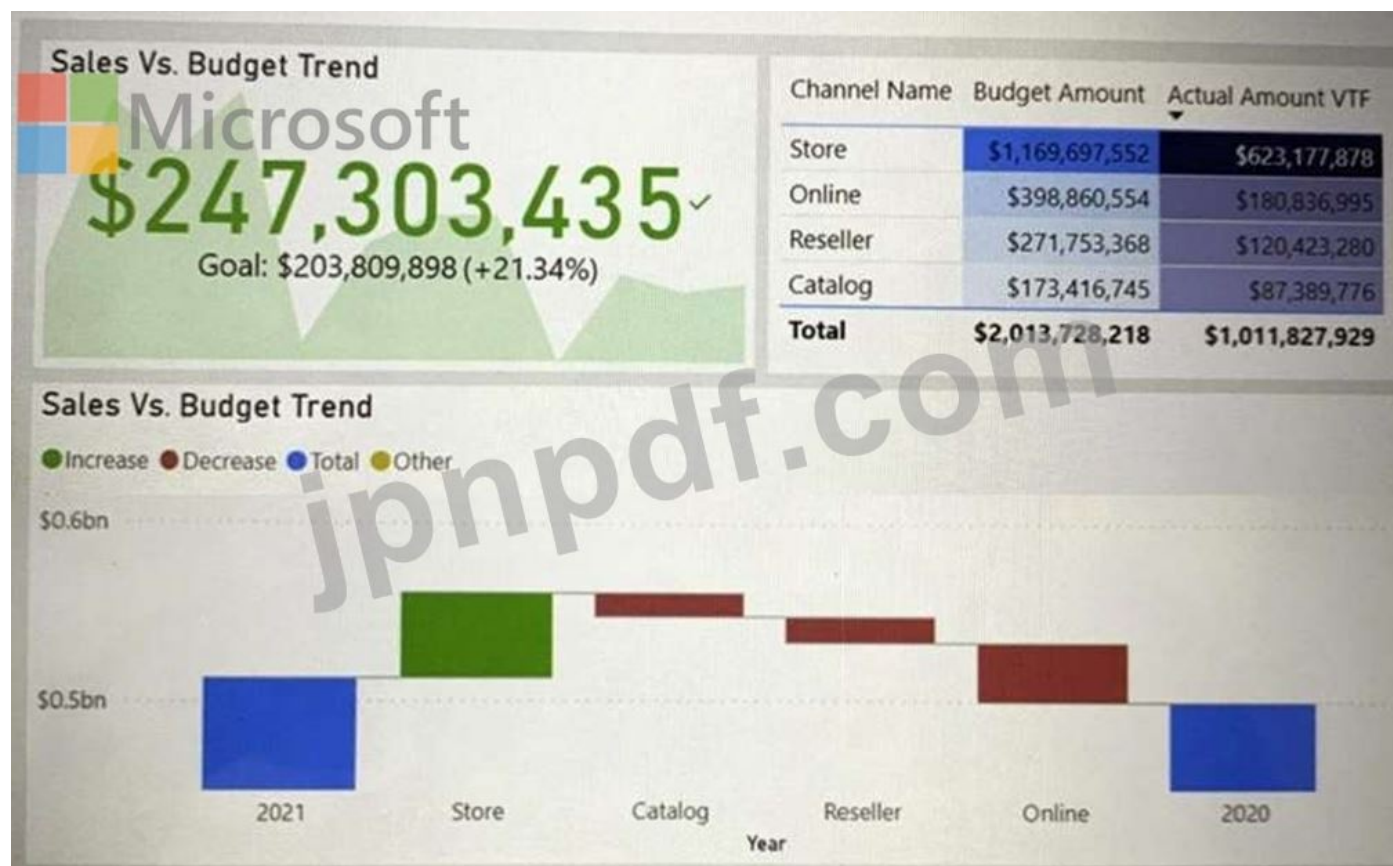 Sales Vs. Budget Trend
Microsoft
$247,303,435
Goal: $203,809,898 (+21.34%)
Channel Name Budget Amount Actual Amount VTF
Store $1,169,697,552 $623,177,878
Online $398,860,554 $180,836,995
Reseller $271,753,368 $120,423,280
Catalog $173,416,745 $87,389,776
Total $2,013,728,218 $1,011,827,929
jpnpdf.com
Sales Vs. Budget Trend
Increase Decrease Total Other
$0.6bn
$0.5bn
2021 Store Catalog Reseller Online 2020
Year